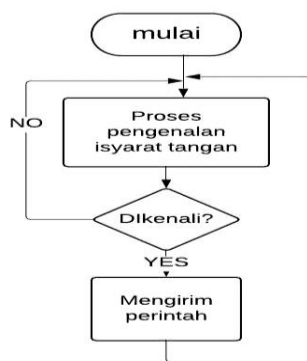 mulai
NO
Proses
pengenalan
isyarat tangan
DIkenali?
YES
Mengirim
perintah